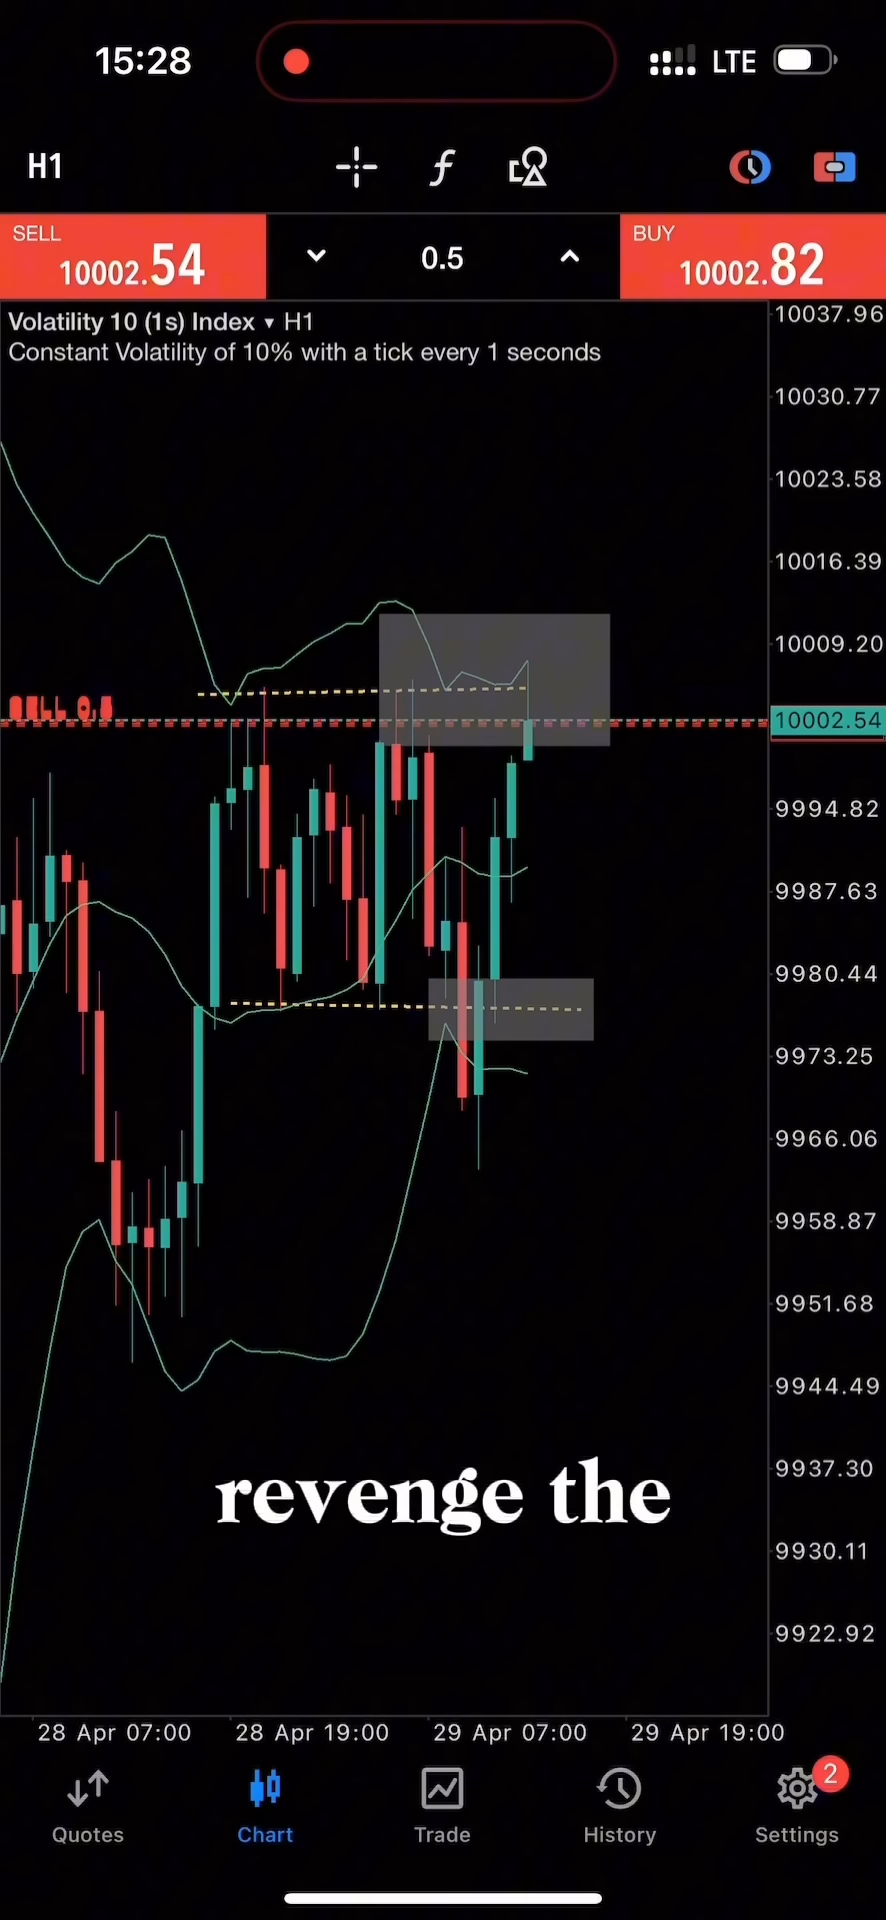 15:28
LTE
H1
SELL
10002.54
0.5
BUY
10002.82
Volatility 10 (1s) Index ▾ H1
Constant Volatility of 10% with a tick every 1 seconds
10037.96
10030.77
10023.58
10016.39
10009.20
SELL 0.5
10002.54
9994.82
9987.63
9980.44
9973.25
9966.06
9958.87
9951.68
9944.49
9937.30
9930.11
9922.92
revenge the
28 Apr 07:00
28 Apr 19:00
29 Apr 07:00
29 Apr 19:00
2
Quotes
Chart
Trade
History
Settings